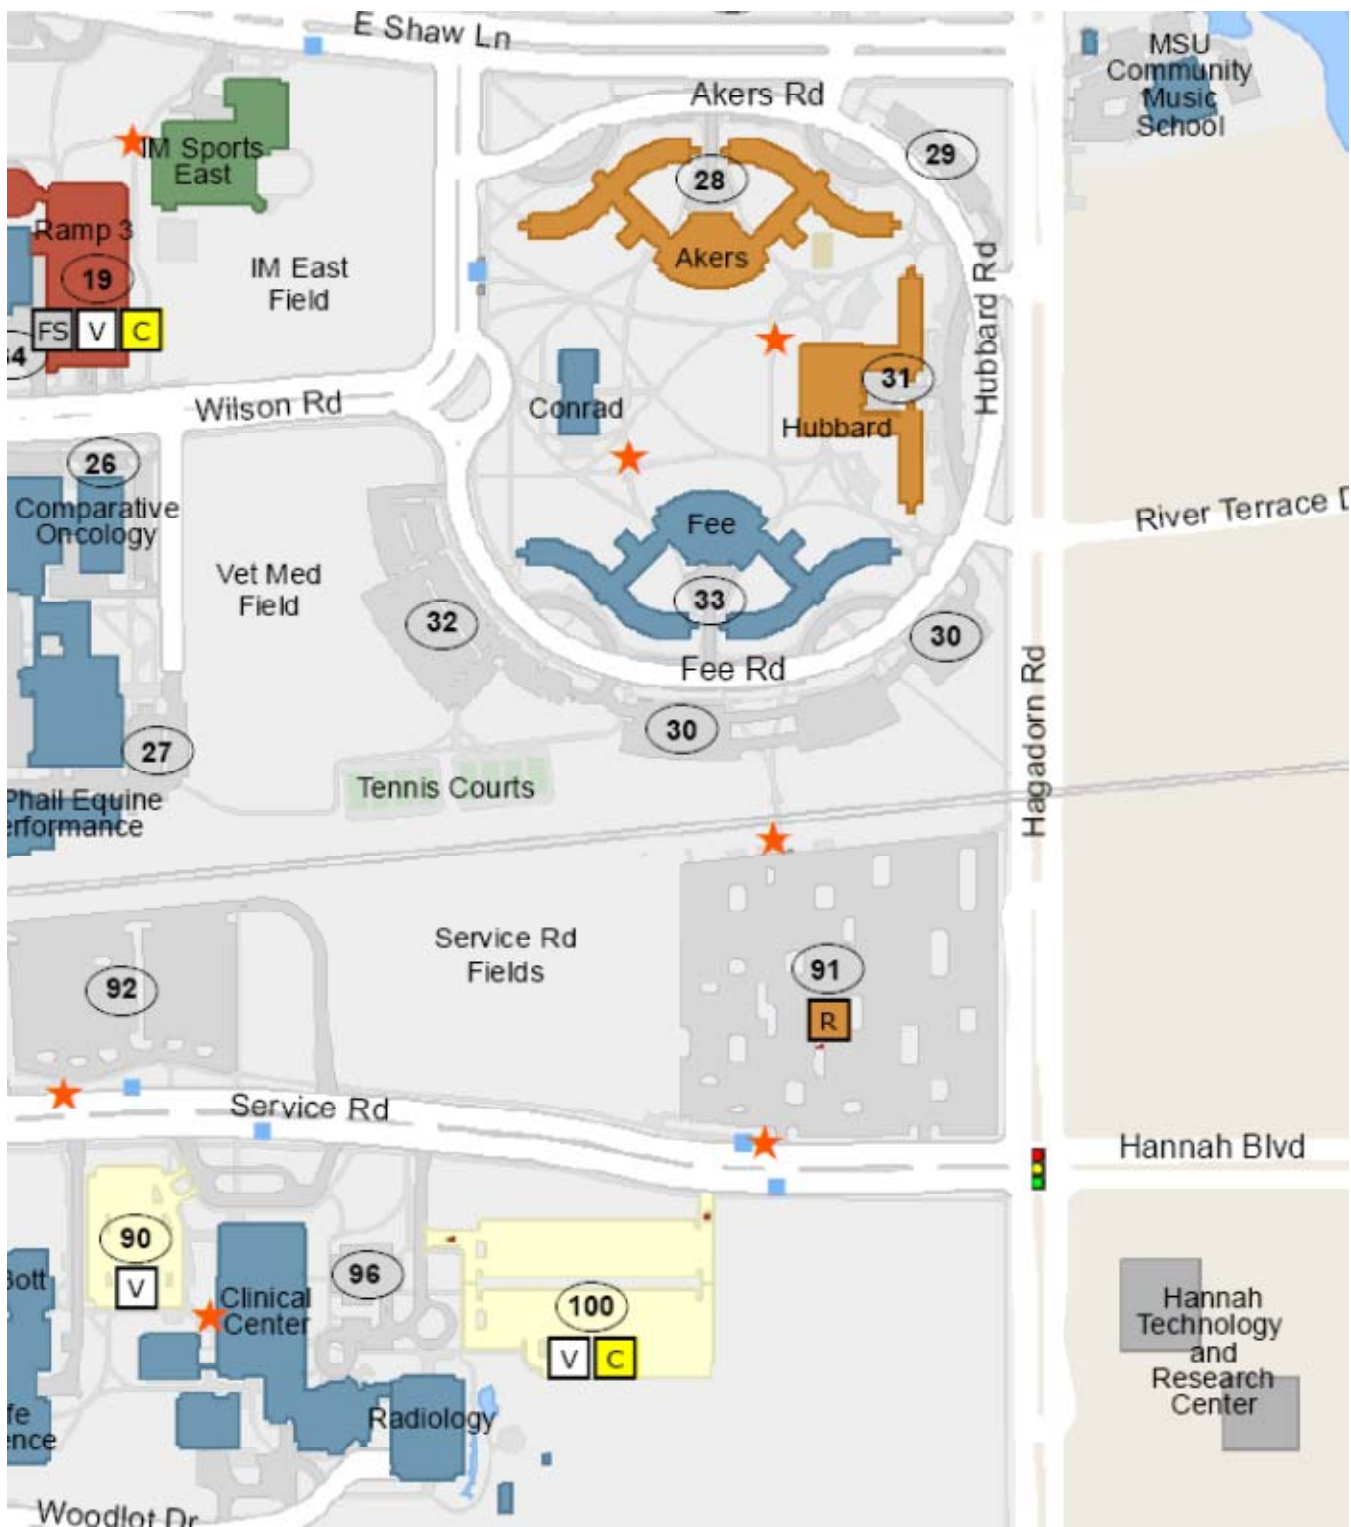 E Shaw Ln
MSU
Community
Music
School
Akers Rd
IM Sports
East
29
28
Ramp 3
Akers
19
IM East
Field
Hubbard Rd
FS
V
C
31
Wilson Rd
Conrad
Hubbard
26
Comparative
Oncology
River Terrace D
Fee
Vet Med
Field
33
32
30
Fee Rd
Hagadorn Rd
30
27
Tennis Courts
Phail Equine
erformance
Service Rd
Fields
91
92
R
Service Rd
Hannah Blvd
90
V
96
100
V
C
Clinical
Center
Hannah
Technology
and
Research
Center
Radiology
Woodlot Dr